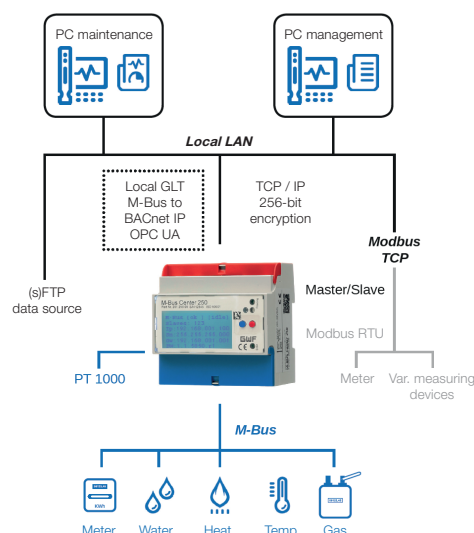 PC maintenance
PC management
Local LAN
Local GLT
M-Bus to
BACnet IP
OPC UA
TCP / IP
256-bit
encryption
Modbus
TCP
(s)FTP
data source
Master/Slave
M-Bus Center 250
GWF
CE
Modbus RTU
PT 1000
Meter
Var. measuring
devices
M-Bus
KWh
Meter
Water
Heat
Temp
Gas